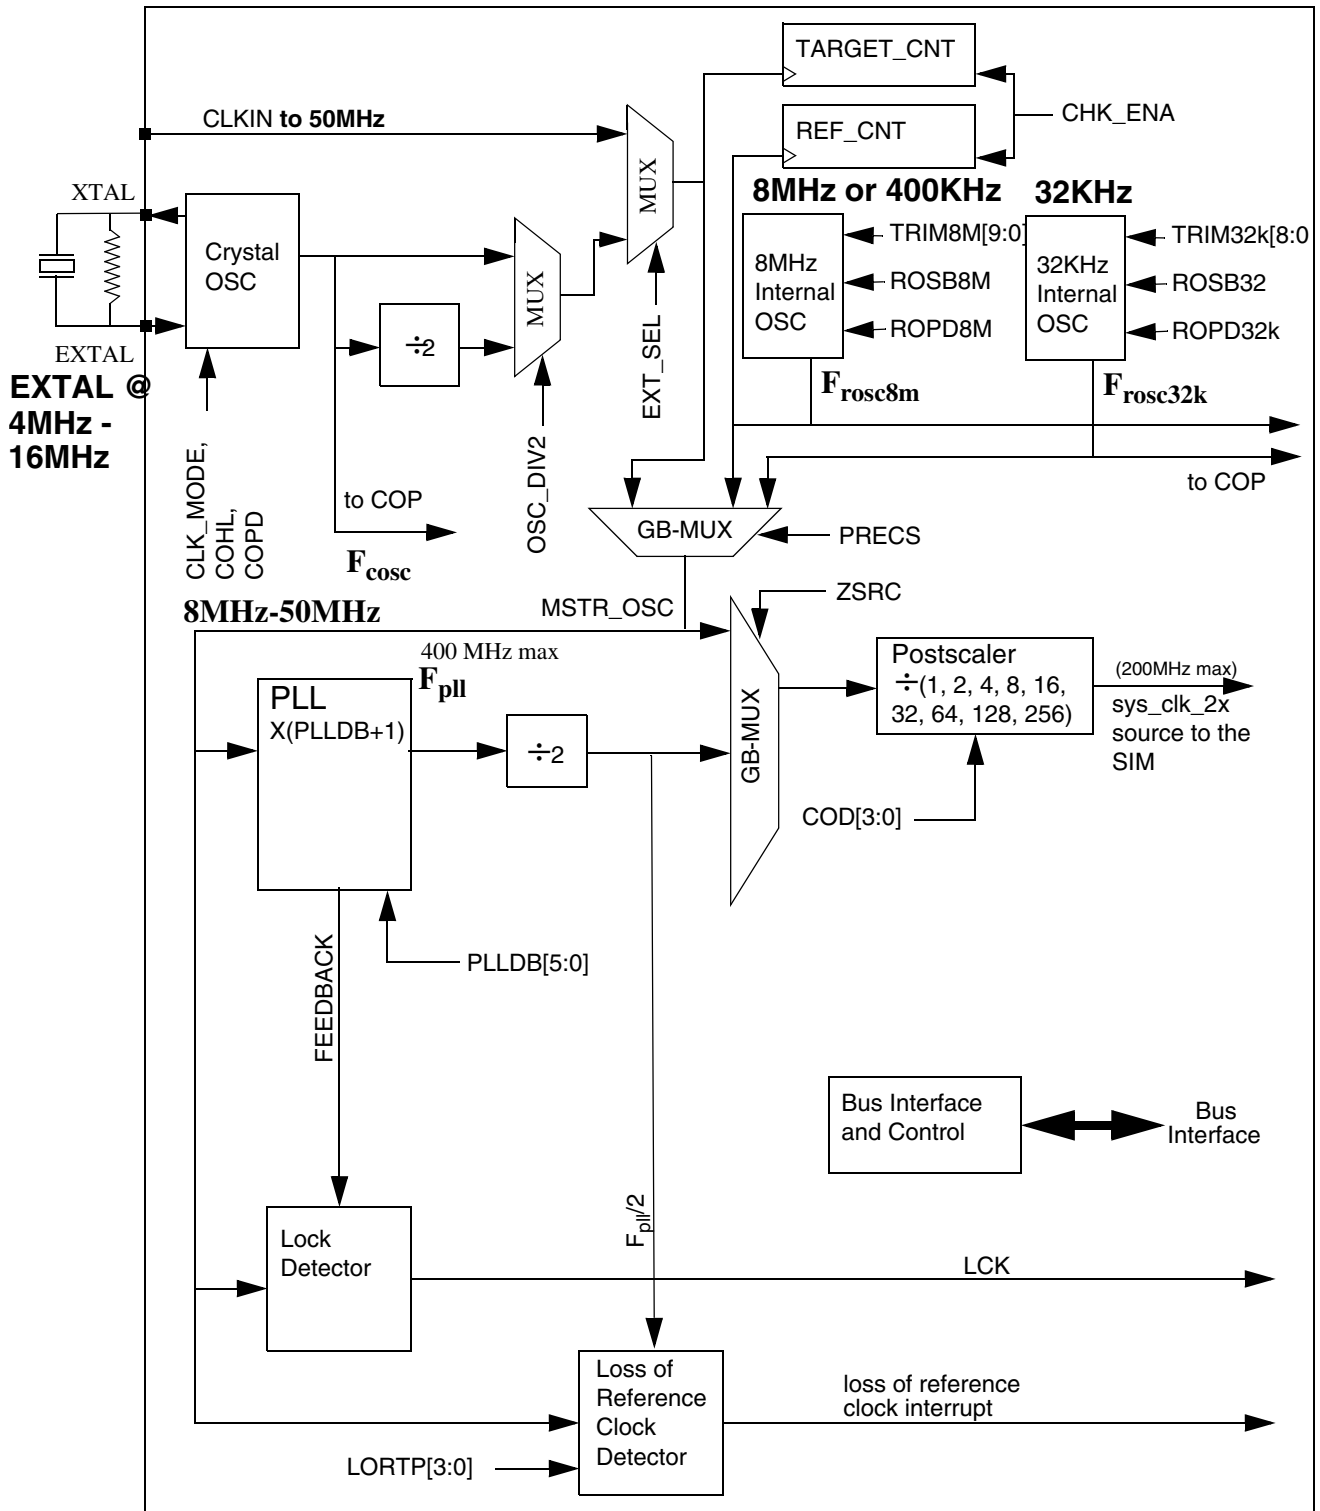 TARGET_CNT
CLKIN to 50MHz
CHK_ENA
REF_CNT
MUX
XTAL
8MHz or 400KHz
32KHz
Crystal
OSC
MUX
TRIM8M[9:0]
8MHz
Internal
OSC
ROSB8M
ROPD8M
TRIM32k[8:0
32KHz
Internal
OSC
ROSB32
ROPD32k
÷2
EXTAL
EXTAL @
4MHz -
16MHz
EXT_SEL
Frosc8m
Frosc32k
CLK_MODE,
COHL,
COPD
to COP
Fcosc
OSC_DIV2
to COP
GB-MUX
PRECS
8MHz-50MHz
MSTR_OSC
ZSRC
400 MHz max
Fpll
PLL
X(PLLDB+1)
÷2
GB-MUX
Postscaler
÷(1, 2, 4, 8, 16,
32, 64, 128, 256)
(200MHz max)
sys_clk_2x
source to the
SIM
COD[3:0]
PLLDB[5:0]
FEEDBACK
Bus Interface
and Control
Bus
Interface
Fpll/2
Lock
Detector
LCK
Loss of
Reference
Clock
Detector
loss of reference
clock interrupt
LORTP[3:0]